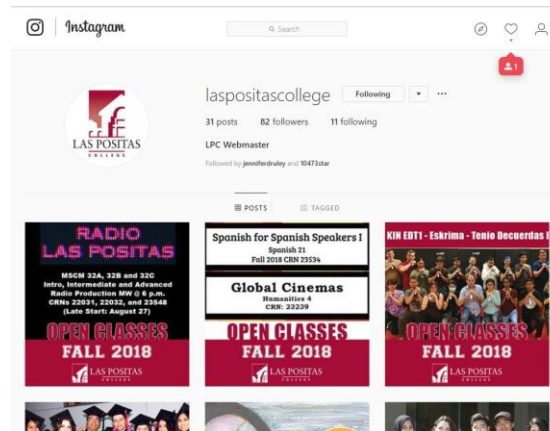 Instagram
Search
1
laspositascollege Following
31 posts 82 followers 11 following
LPC Webmaster
Followed by jenniferdruley and 10473star
LAS POSITAS
COLLEGE
POSTS TAGGED
RADIO
LAS POSITAS
MSCM 32A, 32B and 32C
Intro, Intermediate and Advanced
Radio Production MW @ 6 p.m.
CRNs 22031, 22032, and 23548
(Late Start: August 27)
OPEN CLASSES
FALL 2018
LAS POSITAS
COLLEGE
Spanish for Spanish Speakers I
Spanish 21
Fall 2018 CRN 23534
Global Cinemas
Humanities 4
CRN: 23239
OPEN CLASSES
FALL 2018
LAS POSITAS
COLLEGE
KIN EDT1 - Eskrima - Tenio Decuerdas I
OPEN CLASSES
FALL 2018
LAS POSITAS
COLLEGE